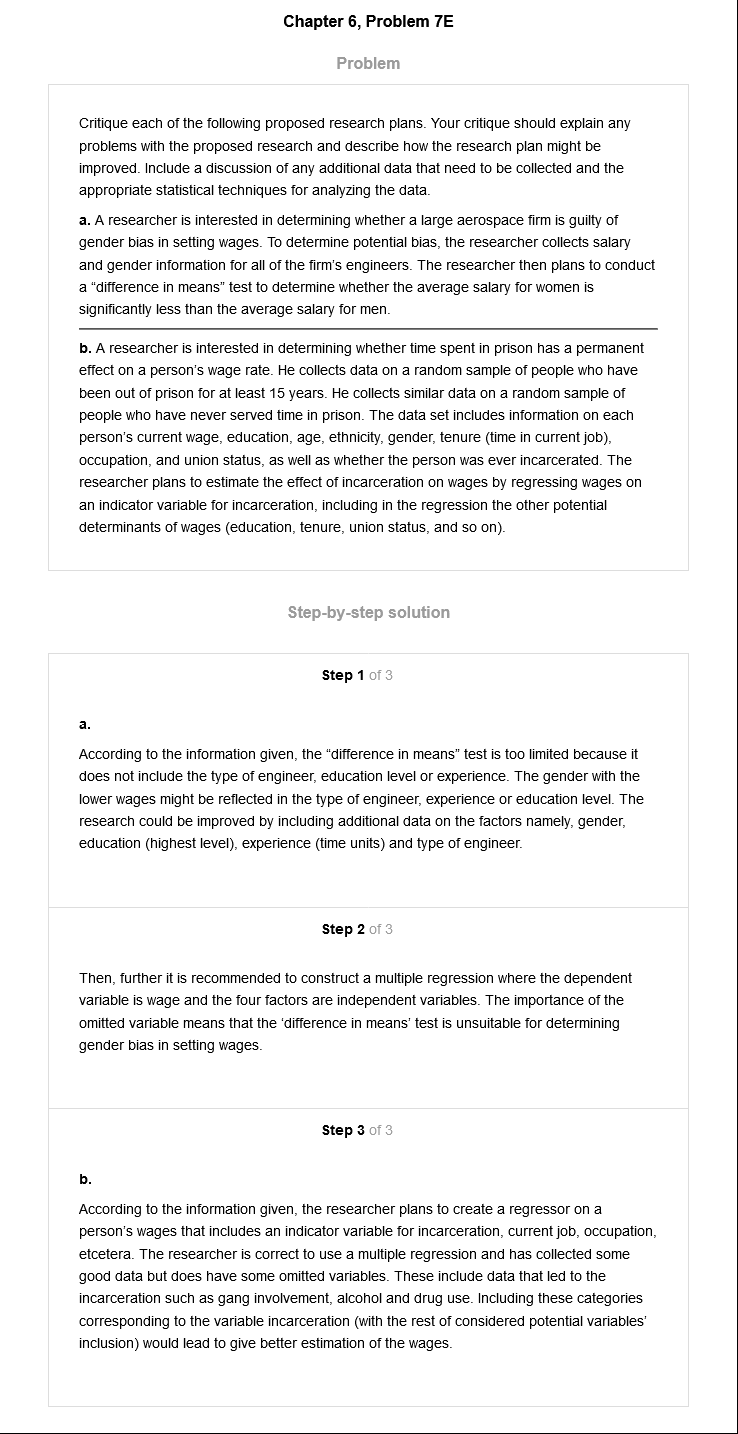 Chapter 6, Problem 7E
Problem
Critique each of the following proposed research plans. Your critique should explain any
problems with the proposed research and describe how the research plan might be
improved. Include a discussion of any additional data that need to be collected and the
appropriate statistical techniques for analyzing the data.
a. A researcher is interested in determining whether a large aerospace firm is guilty of
gender bias in setting wages. To determine potential bias, the researcher collects salary
and gender information for all of the firm's engineers. The researcher then plans to conduct
a “difference in means” test to determine whether the average salary for women is
significantly less than the average salary for men.
b. A researcher is interested in determining whether time spent in prison has a permanent
effect on a person's wage rate. He collects data on a random sample of people who have
been out of prison for at least 15 years. He collects similar data on a random sample of
people who have never served time in prison. The data set includes information on each
person's current wage, education, age, ethnicity, gender, tenure (time in current job),
occupation, and union status, as well as whether the person was ever incarcerated. The
researcher plans to estimate the effect of incarceration on wages by regressing wages on
an indicator variable for incarceration, including in the regression the other potential
determinants of wages (education, tenure, union status, and so on).
Step-by-step solution
Step 1 of 3
a.
According to the information given, the “difference in means” test is too limited because it
does not include the type of engineer, education level or experience. The gender with the
lower wages might be reflected in the type of engineer, experience or education level. The
research could be improved by including additional data on the factors namely, gender,
education (highest level), experience (time units) and type of engineer.
Step 2 of 3
Then, further it is recommended to construct a multiple regression where the dependent
variable is wage and the four factors are independent variables. The importance of the
omitted variable means that the ‘difference in means’ test is unsuitable for determining
gender bias in setting wages.
Step 3 of 3
b.
According to the information given, the researcher plans to create a regressor on a
person's wages that includes an indicator variable for incarceration, current job, occupation,
etcetera. The researcher is correct to use a multiple regression and has collected some
good data but does have some omitted variables. These include data that led to the
incarceration such as gang involvement, alcohol and drug use. Including these categories
corresponding to the variable incarceration (with the rest of considered potential variables'
inclusion) would lead to give better estimation of the wages.